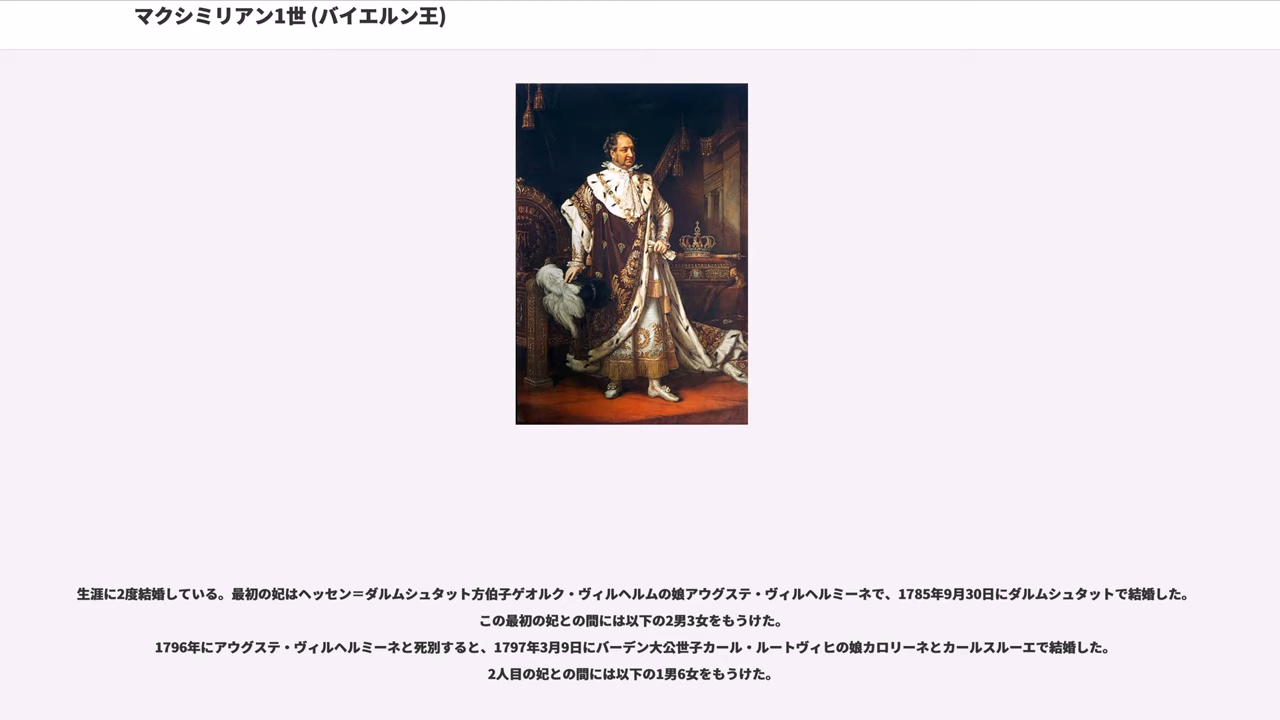 マクシミリアン1世 (バイエルン王)
生涯に2度結婚している。最初の妃はヘッセン＝ダルムシュタット方伯子ゲオルク・ヴィルヘルムの娘アウグステ・ヴィルヘルミーネで、1785年9月30日にダルムシュタットで結婚した。
この最初の妃との間には以下の2男3女をもうけた。
1796年にアウグステ・ヴィルヘルミーネと死別すると、1797年3月9日にバーデン大公世子カール・ルートヴィヒの娘カロリーネとカールスルーエで結婚した。
2人目の妃との間には以下の1男6女をもうけた。